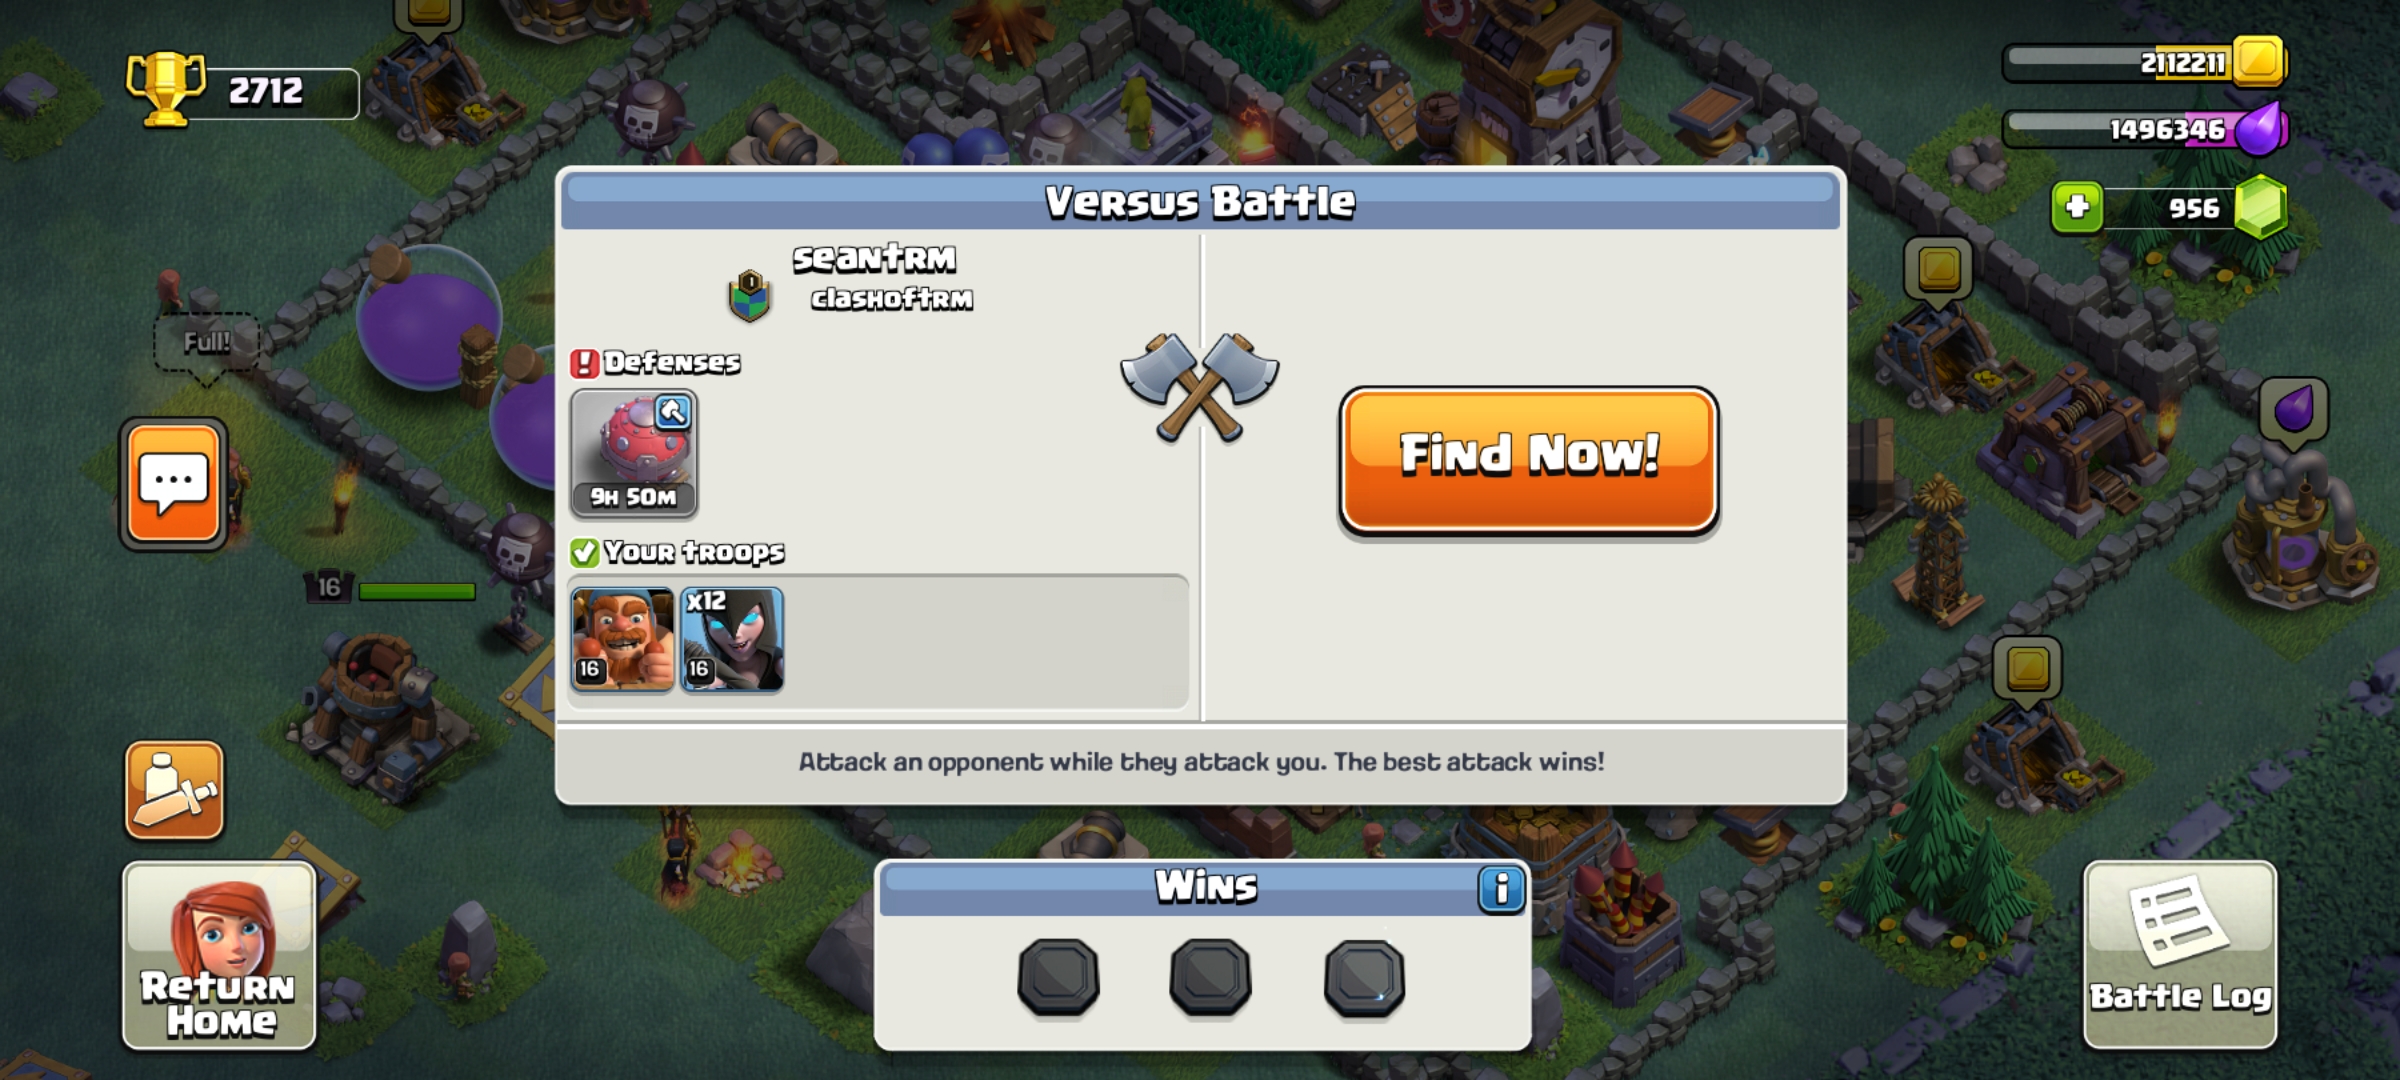 2712
2112211
1496346
956
Versus Battle
seantrm
clashoftrm
Full!
Defenses
9H 50M
Find Now!
Your troops
16
x12
16
16
Attack an opponent while they attack you. The best attack wins!
Wins
Return
Home
Battle Log